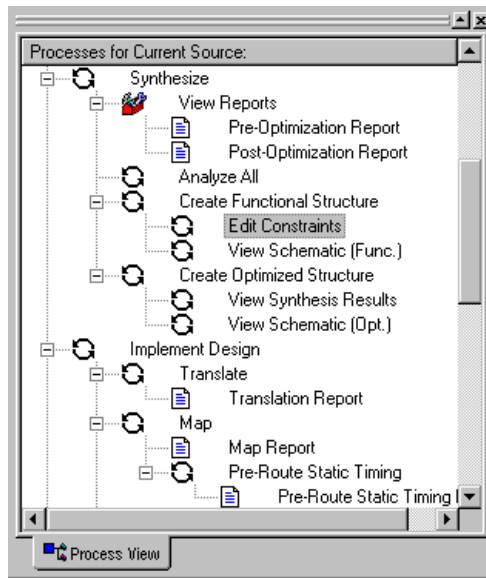 Processes for Current Source:
Synthesize
View Reports
Pre-Optimization Report
Post-Optimization Report
Analyze All
Create Functional Structure
Edit Constraints
View Schematic (Func.)
Create Optimized Structure
View Synthesis Results
View Schematic (Opt.)
Implement Design
Translate
Translation Report
Map
Map Report
Pre-Route Static Timing
Pre-Route Static Timing
Process View